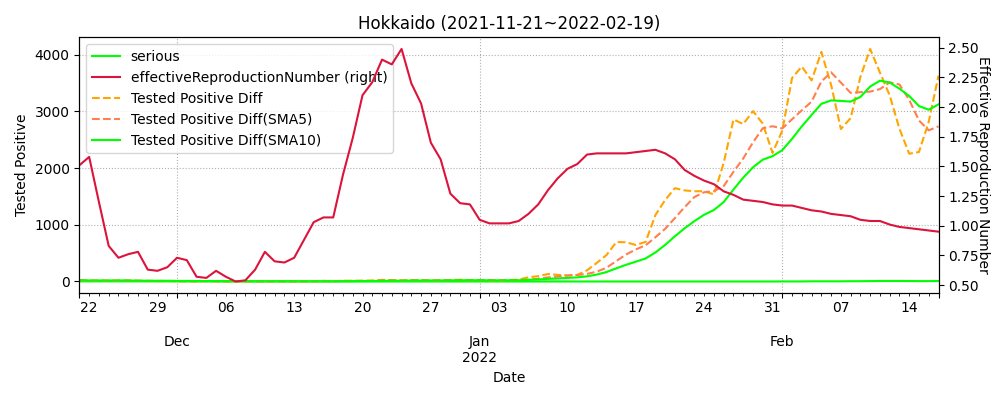 Hokkaido (2021-11-21~2022-02-19)
serious
effectiveReproductionNumber (right)
Tested Positive Diff
Tested Positive Diff(SMA5)
Tested Positive Diff(SMA10)
Tested Positive
4000
3000
2000
1000
0
2.50
2.25
2.00
1.75
1.50
1.25
1.00
0.75
0.50
Effective Reproduction Number
22 29 06 13 20 27 03 10 17 24 31 07 14
Dec Jan Feb
2022
Date